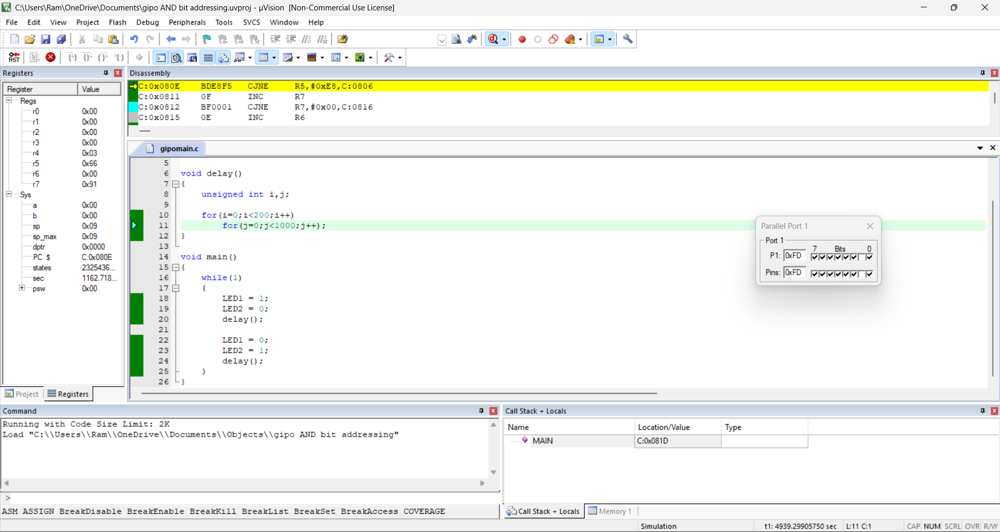 C:\Users\Ram\OneDrive\Documents\gipo AND bit addressing.uvproj - µVision  [Non-Commercial Use License]
File Edit View Project Flash Debug Peripherals Tools SVCS Window Help
RST
Registers
Register Value
Regs
r0 0x00
r1 0x00
r2 0x00
r3 0x00
r4 0x03
r5 0x66
r6 0x00
r7 0x91
Sys
a 0x00
b 0x00
sp 0x09
sp_max 0x09
dptr 0x0000
PC $ C:0x080E
states 2325436...
sec 1162.718...
psw 0x00
Project Registers
Disassembly
C:0x080E BDE8F5 CJNE R5,#0xE8,C:0806
C:0x0811 0F INC R7
C:0x0812 BF0001 CJNE R7,#0x00,C:0816
C:0x0815 0E INC R6
gipomain.c
5
6 void delay()
7 {
8 unsigned int i,j;
9
10 for(i=0;i<200;i++)
11 for(j=0;j<1000;j++);
12 }
13
14 void main()
15 {
16 while(1)
17 {
18 LED1 = 1;
19 LED2 = 0;
20 delay();
21
22 LED1 = 0;
23 LED2 = 1;
24 delay();
25 }
26 }
Parallel Port 1
Port 1
7 Bits 0
P1: 0xFD
Pins: 0xFD
Command
Running with Code Size Limit: 2K
Load "C:\\Users\\Ram\\OneDrive\\Documents\\Objects\\gipo AND bit addressing"
>
ASM ASSIGN BreakDisable BreakEnable BreakKill BreakList BreakSet BreakAccess COVERAGE
Call Stack + Locals
Name Location/Value Type
MAIN C:0x081D
Call Stack + Locals Memory 1
Simulation t1: 4939.29905750 sec L:11 C:1 CAP NUM SCRL OVR R/W